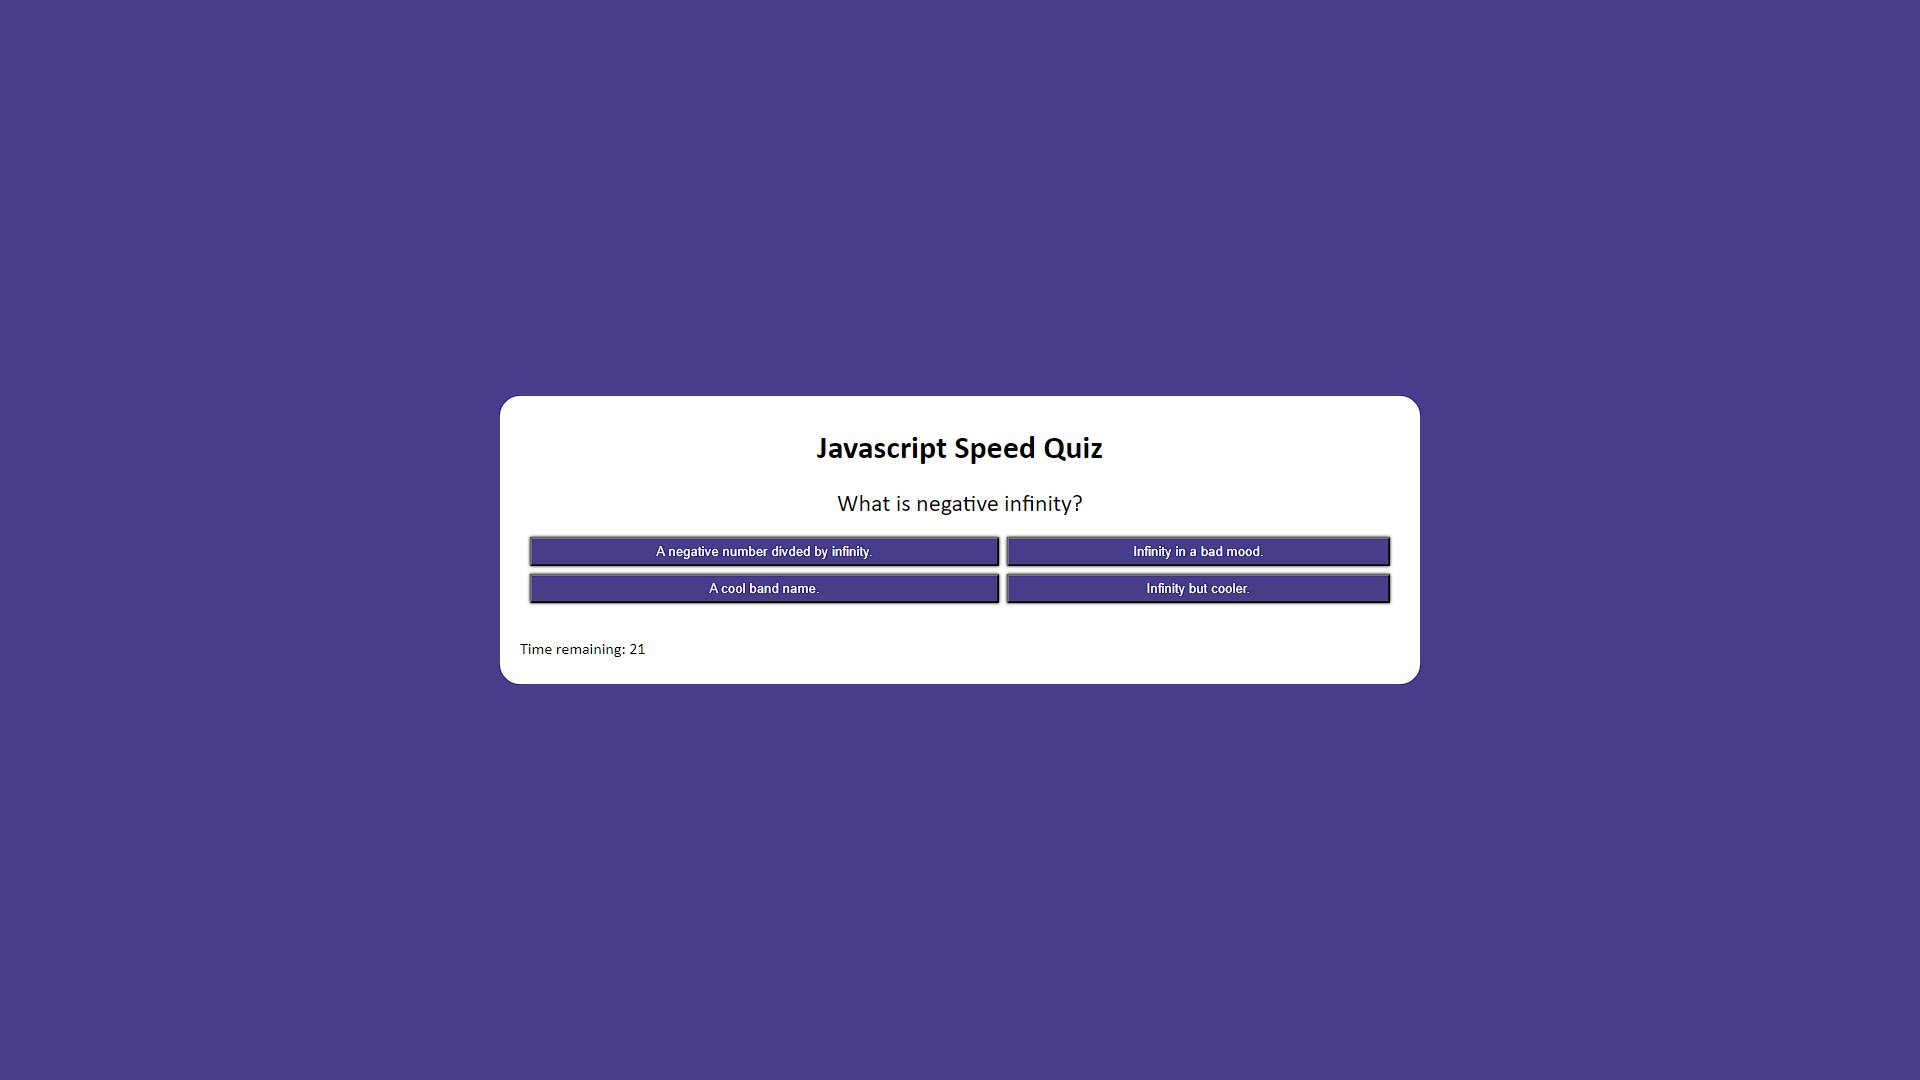 Javascript Speed Quiz
What is negative infinity?
A negative number divded by infinity.
Infinity in a bad mood.
A cool band name.
Infinity but cooler.
Time remaining: 21